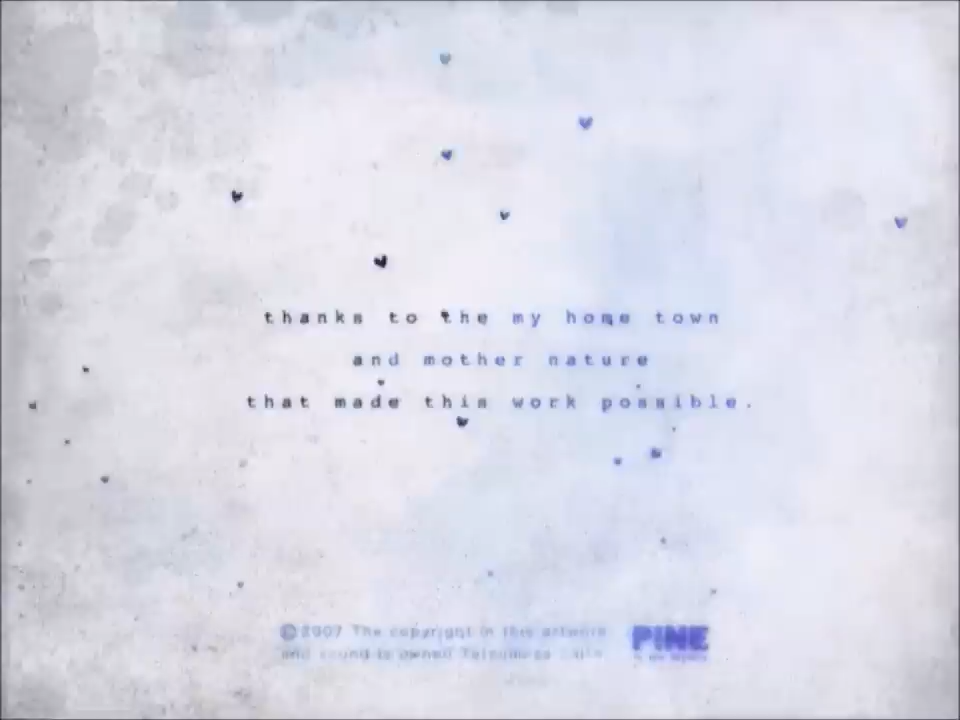 thanks to the my home town
and mother nature
that made this work possible.
©2007 The copyright in this artwork
and sound is owned
PINE